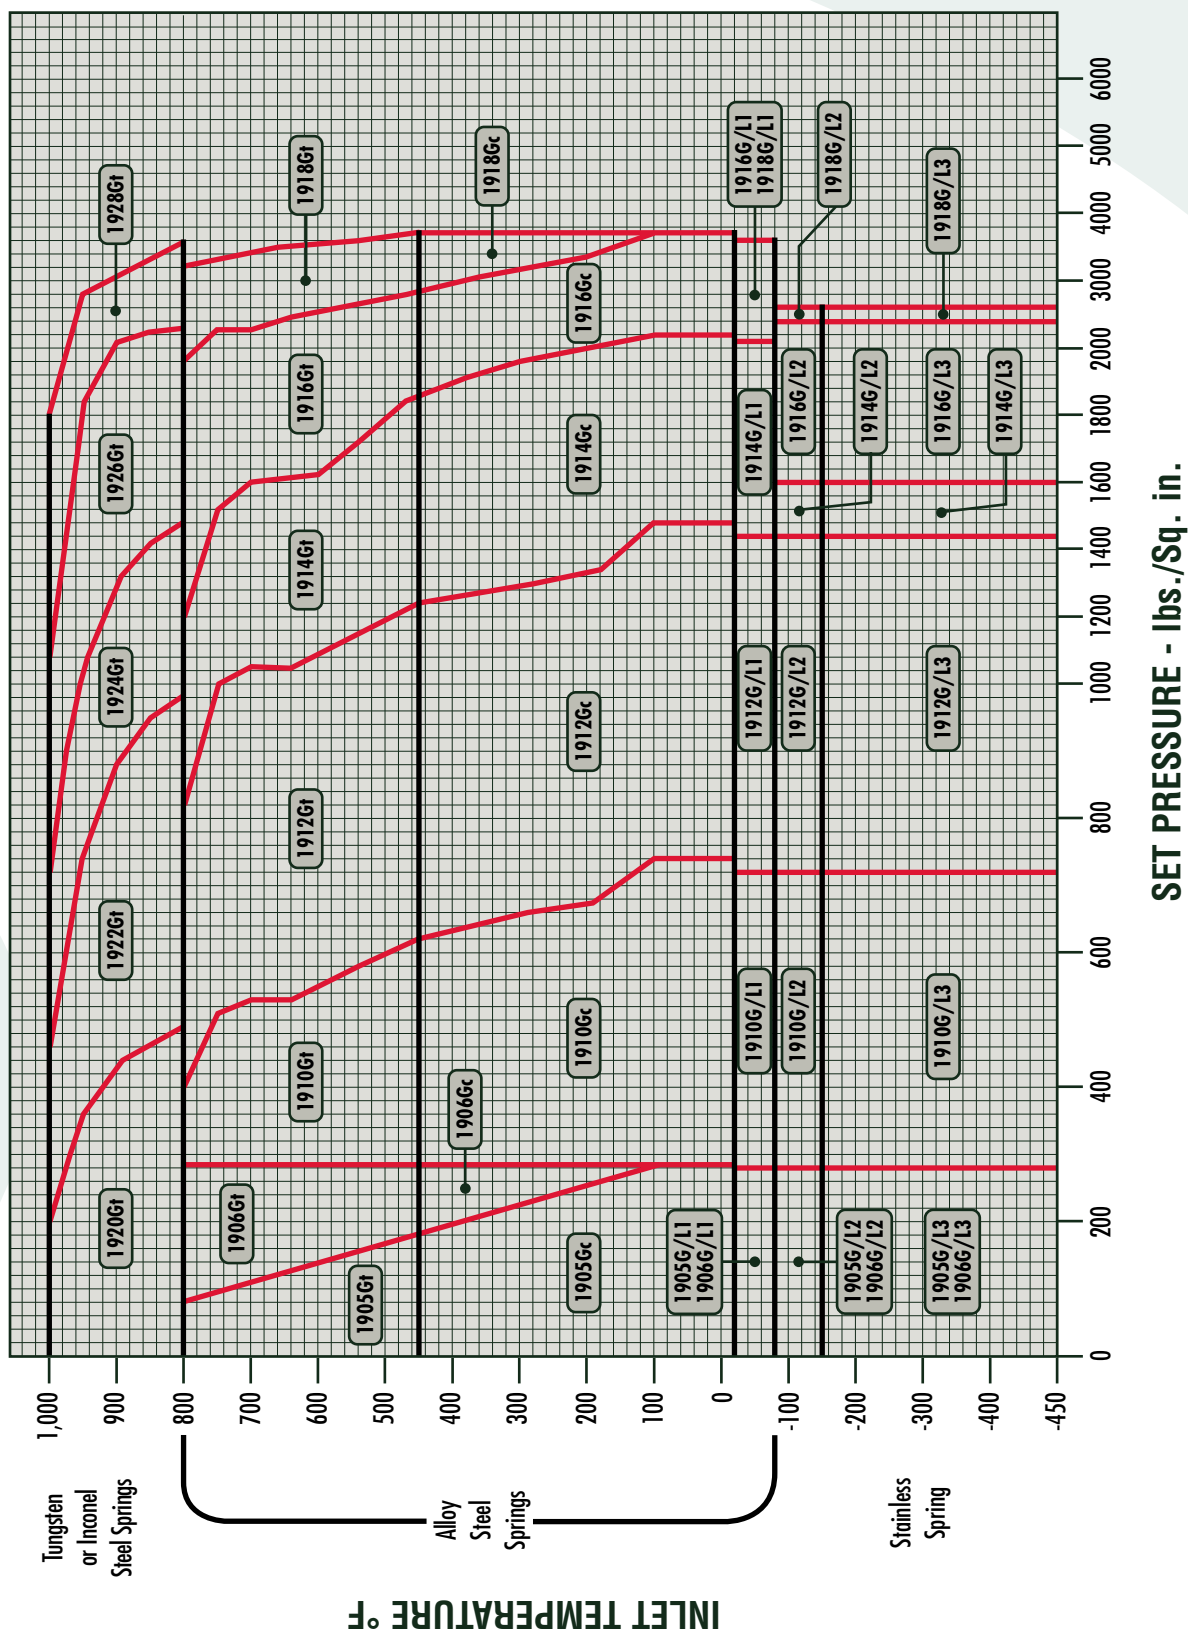 1928Gt
1926Gt
1924Gt
1922Gt
1920Gt
1918Gt
1916Gt
1914Gt
1912Gt
1910Gt
1906Gt
1905Gt
1918Gc
1916Gc
1914Gc
1912Gc
1910Gc
1906Gc
1905Gc
1916G/L1
1918G/L1
1914G/L1
1912G/L1
1910G/L1
1905G/L1
1906G/L1
1918G/L2
1916G/L2
1914G/L2
1912G/L2
1910G/L2
1905G/L2
1906G/L2
1918G/L3
1916G/L3
1914G/L3
1912G/L3
1910G/L3
1905G/L3
1906G/L3
1,000
900
800
700
600
500
400
300
200
100
0
-100
-200
-300
-400
-450
0
200
400
600
800
1000
1200
1400
1600
1800
2000
3000
4000
5000
6000
Tungsten
or Inconel
Steel Springs
Alloy
Steel
Springs
Stainless
Spring
INLET TEMPERATURE °F
SET PRESSURE - lbs./Sq. in.